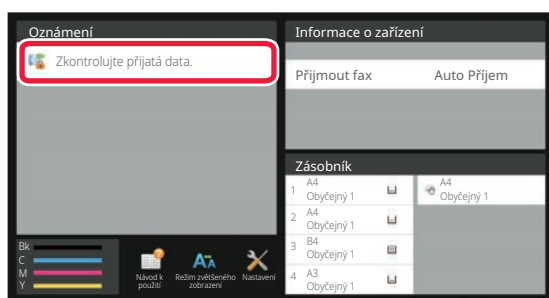 Oznámení
Zkontrolujte přijatá data.
Informace o zařízení
Přijmout fax Auto Příjem
Zásobník
1 A4
Obyčejný 1
2 A4
Obyčejný 1
3 B4
Obyčejný 1
4 A3
Obyčejný 1
A4
Obyčejný 1
Bk
C
M
Y
Návod k
použití
Režim zvětšeného
zobrazení
Nastavení